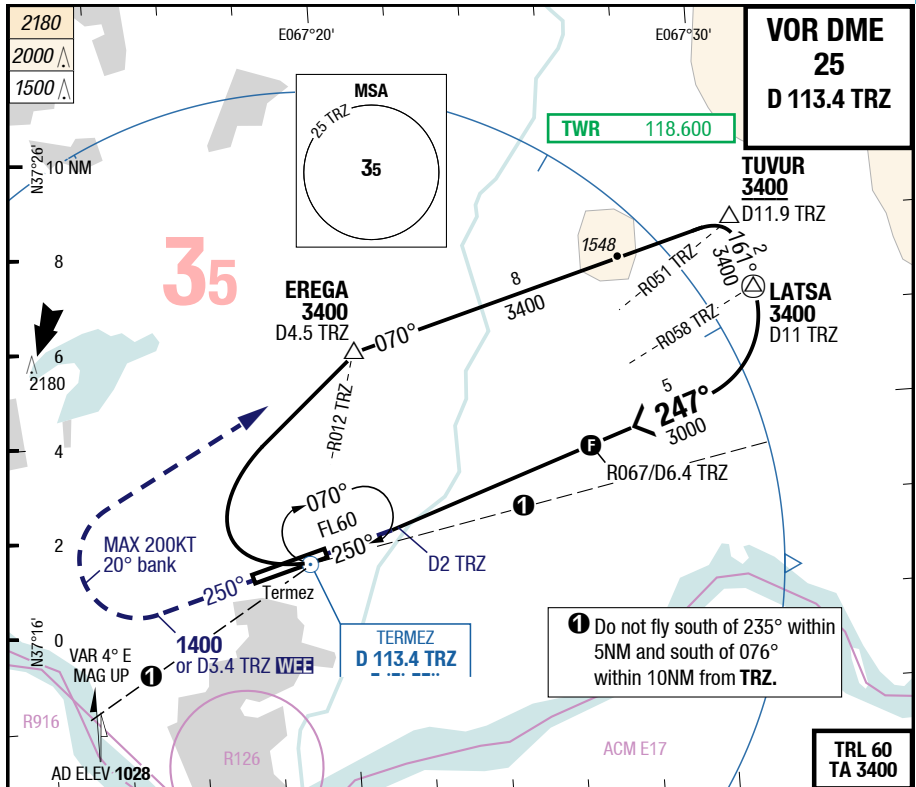 2180
2000
1500
E067°20'
E067°30'
VOR DME
25
D 113.4 TRZ
MSA
25 TRZ
35
TWR 118.600
N37°26'
10 NM
TUVUR
3400
D11.9 TRZ
8
35
1548
R051 TRZ
2
161°
3400
EREGA
3400
D4.5 TRZ
8
3400
070°
LATSA
3400
D11 TRZ
R058 TRZ
6
2180
R012 TRZ
5
247°
3000
4
F
R067/D6.4 TRZ
070°
FL60
250°
1
MAX 200KT
20° bank
2
D2 TRZ
250°
Termez
N37°16'
0
1400
or D3.4 TRZ WEE
TERMEZ
D 113.4 TRZ
1 Do not fly south of 235° within
5NM and south of 076°
within 10NM from TRZ.
VAR 4° E
MAG UP
1
R916
R126
ACM E17
AD ELEV 1028
TRL 60
TA 3400